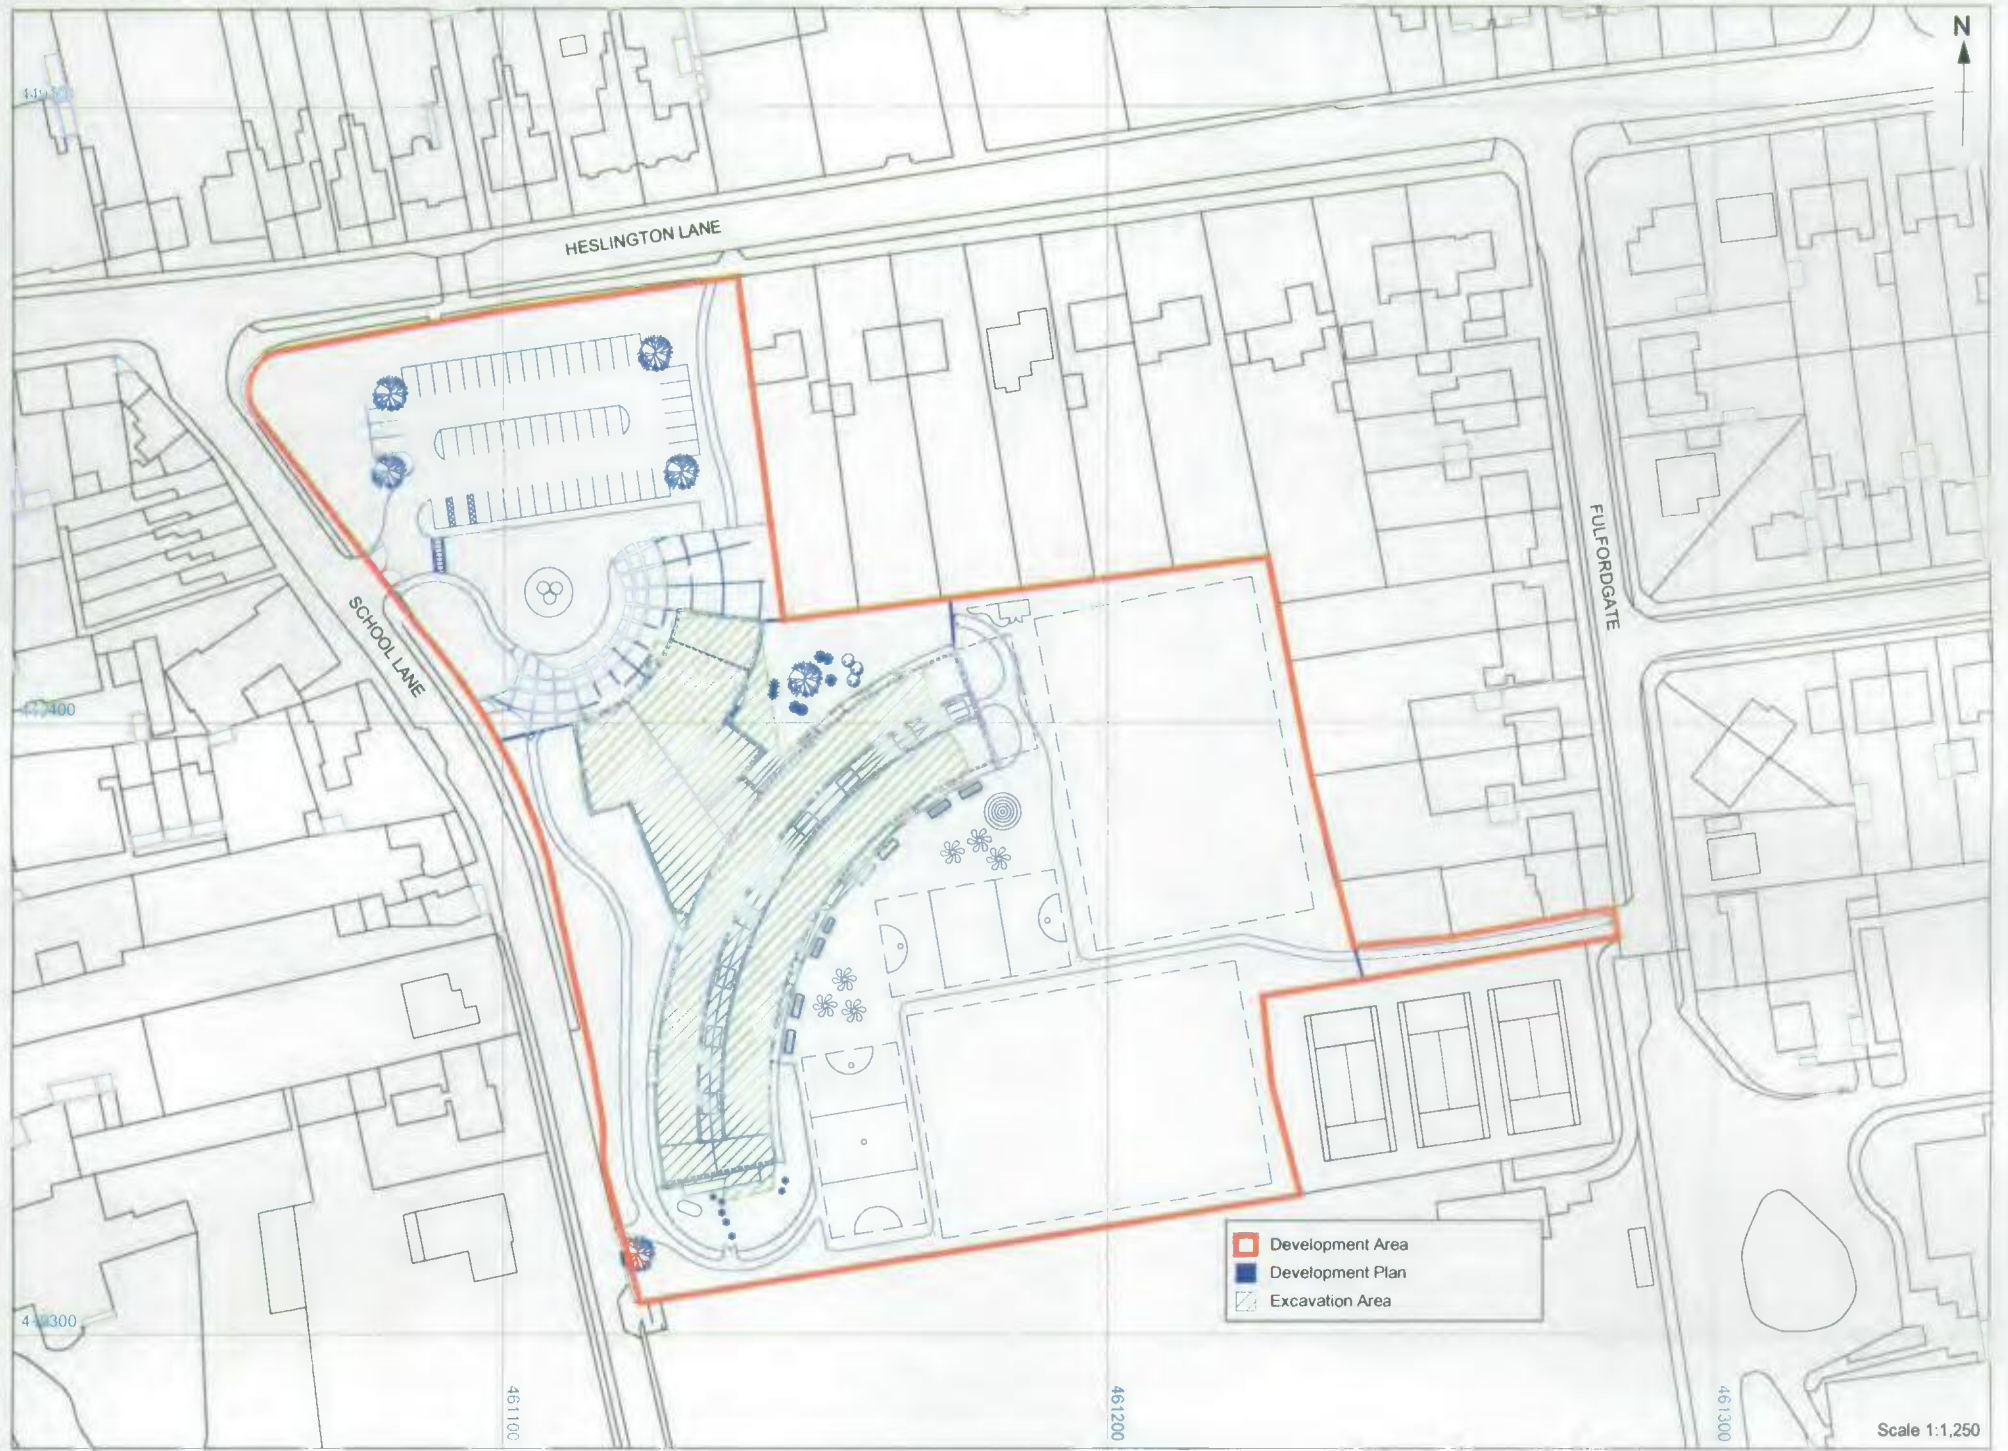 N
HESLINGTON LANE
FULFORDGATE
SCHOOL LANE
Development Area
Development Plan
Excavation Area
461100
461200
461300
Scale 1:1,250